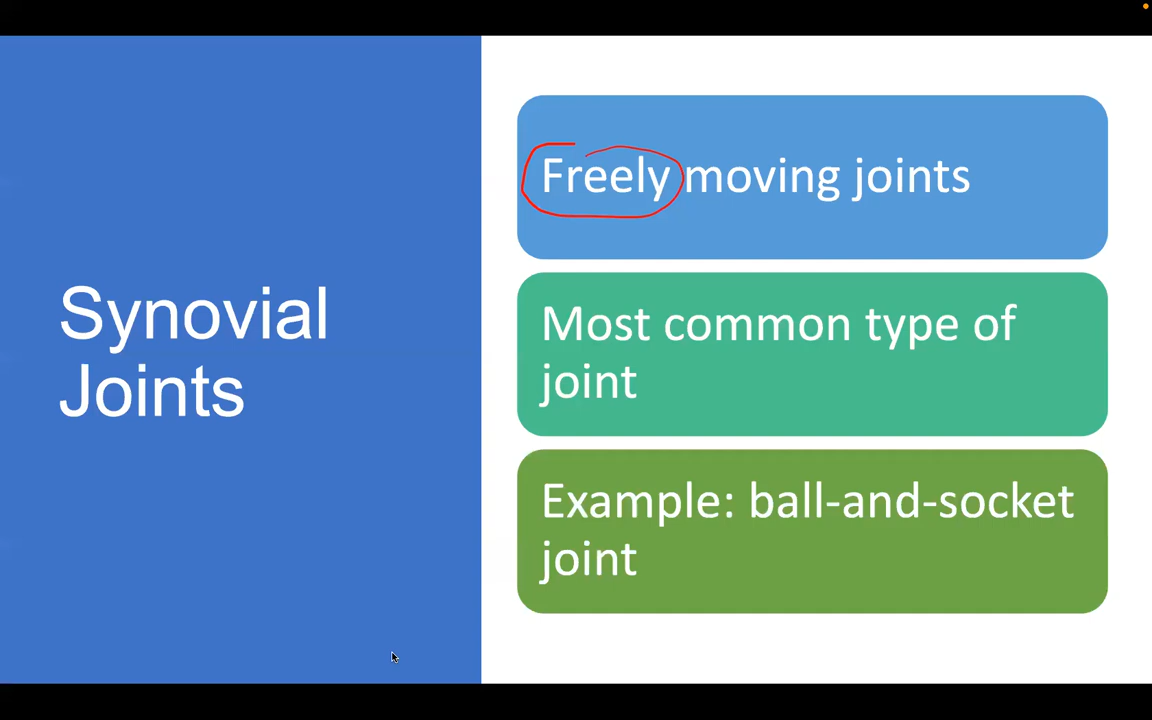 Synovial
Joints
Freely moving joints
Most common type of
joint
Example: ball-and-socket
joint